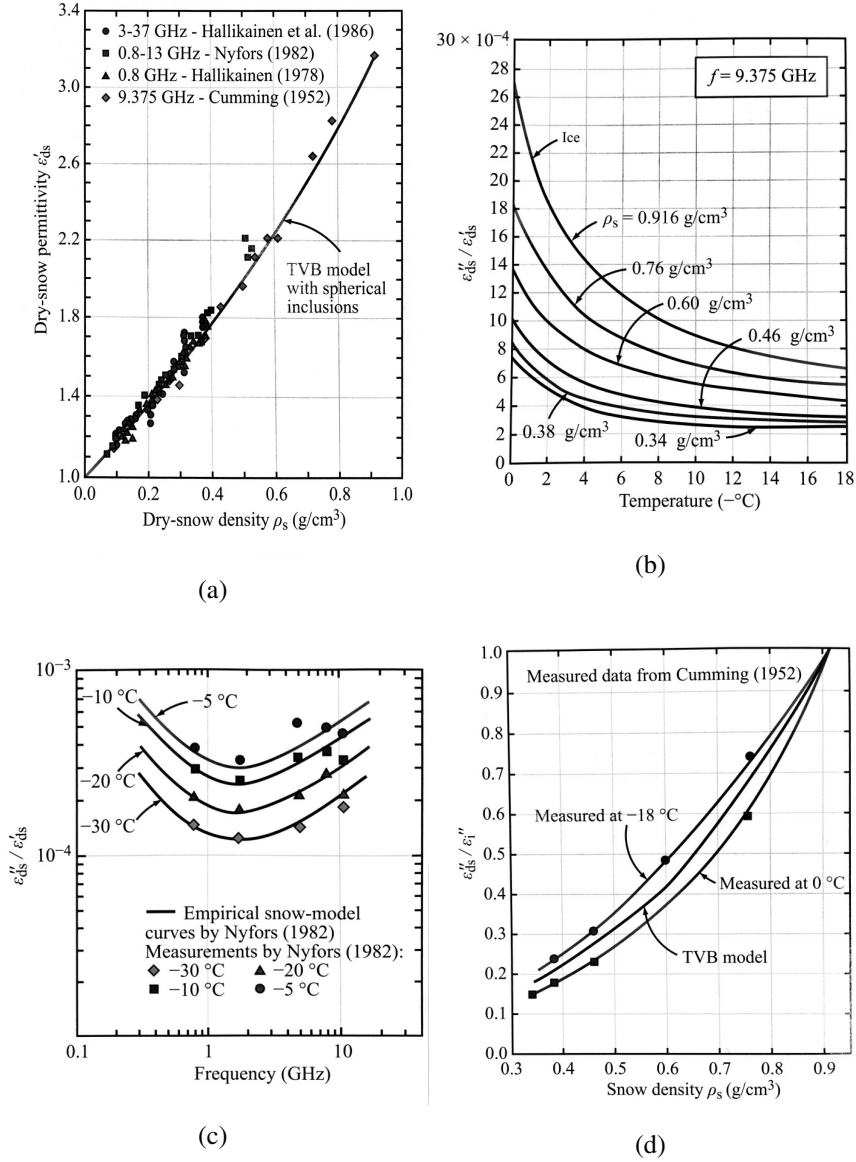 3-37 GHz - Hallikainen et al. (1986)
0.8-13 GHz - Nyfors (1982)
0.8 GHz - Hallikainen (1978)
9.375 GHz - Cumming (1952)
3.4
3.0
2.6
2.2
1.8
1.4
1.0
Dry-snow permittivity ε′ds
TVB model
with spherical
inclusions
0.0 0.2 0.4 0.6 0.8 1.0
Dry-snow density ρs (g/cm³)
(a)
30 × 10⁻⁴
28
26
24
22
20
18
16
14
12
10
8
6
4
2
0
ε″ds / ε′ds
f = 9.375 GHz
Ice
ρs = 0.916 g/cm³
0.76 g/cm³
0.60 g/cm³
0.46 g/cm³
0.38 g/cm³
0.34 g/cm³
0 2 4 6 8 10 12 14 16 18
Temperature (−°C)
(b)
10⁻³
10⁻⁴
ε″ds / ε′ds
−10 °C
−5 °C
−20 °C
−30 °C
Empirical snow-model
curves by Nyfors (1982)
Measurements by Nyfors (1982):
−30 °C −20 °C
−10 °C −5 °C
0.1 1 10
Frequency (GHz)
(c)
1.0
0.9
0.8
0.7
0.6
0.5
0.4
0.3
0.2
0.1
0.0
ε″ds / εi″
Measured data from Cumming (1952)
Measured at −18 °C
Measured at 0 °C
TVB model
0.3 0.4 0.5 0.6 0.7 0.8 0.9
Snow density ρs (g/cm³)
(d)